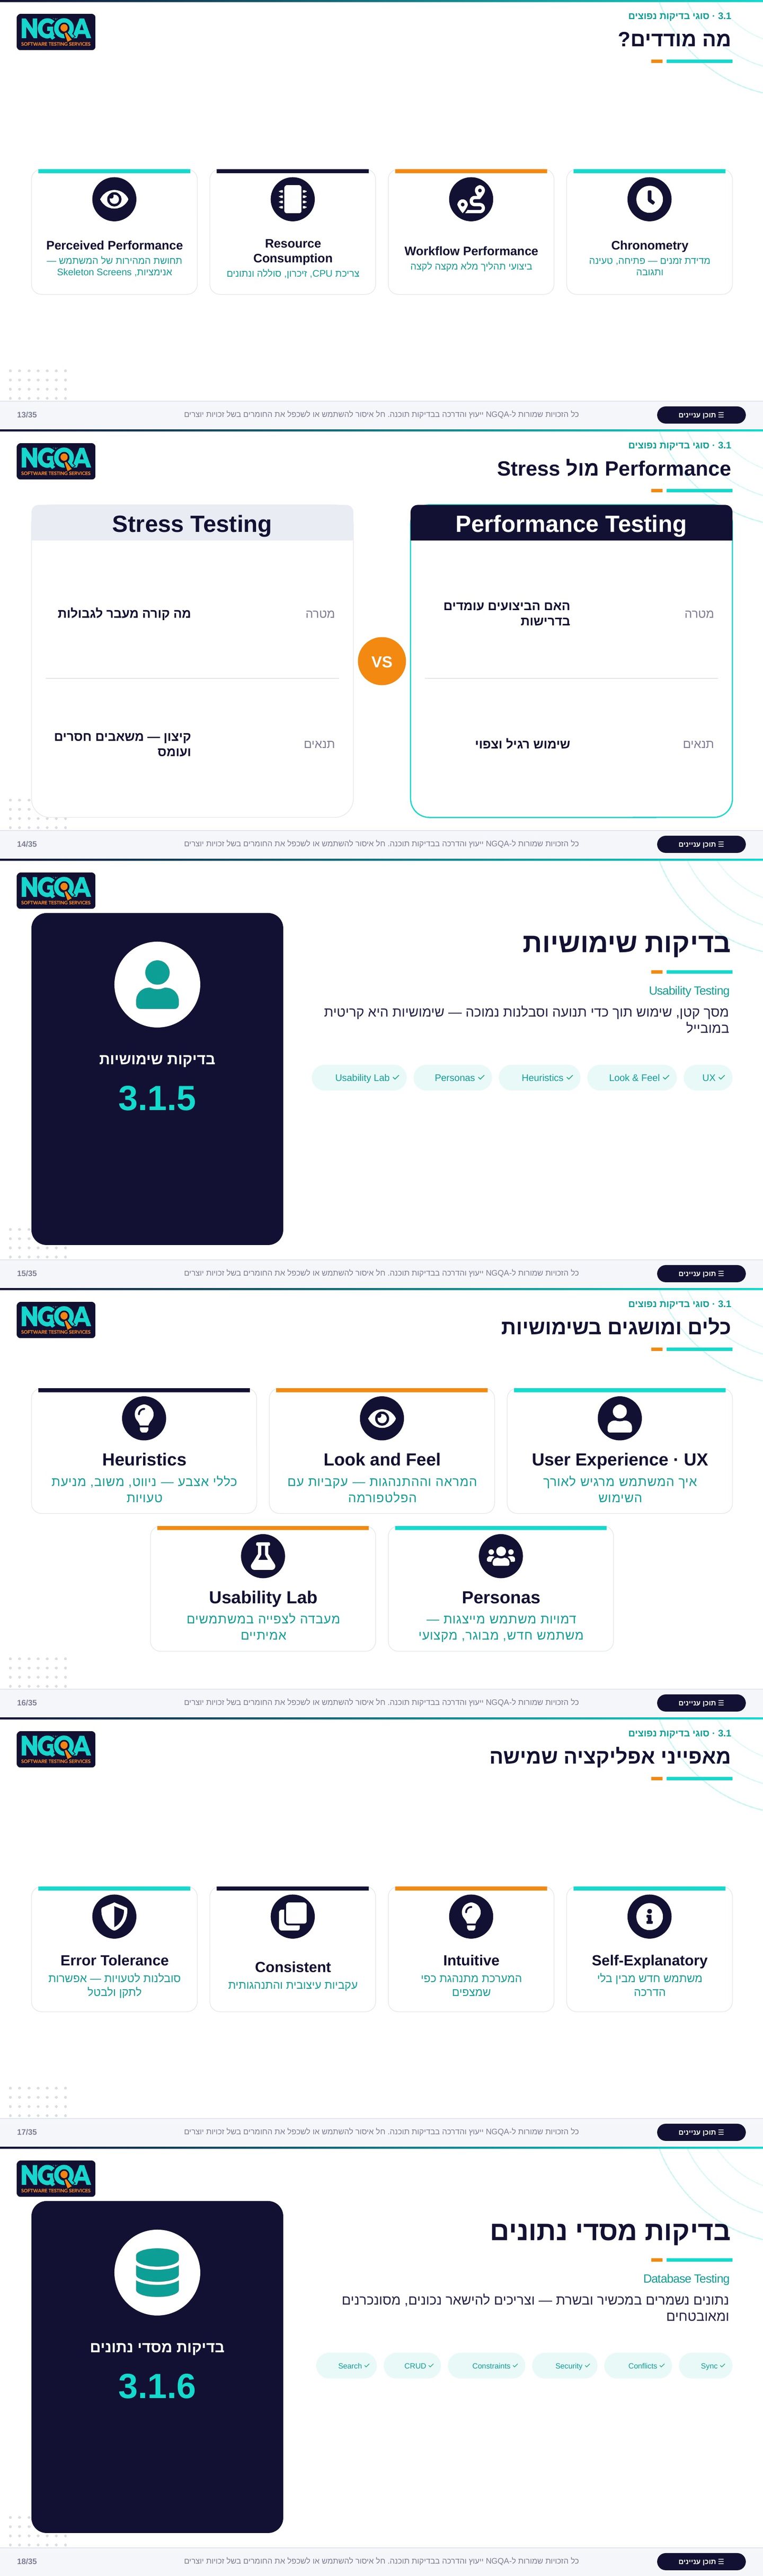 3.1 · סוגי בדיקות נפוצים
NGQA
SOFTWARE TESTING SERVICES
מה מודדים?
Chronometry
מדידת זמנים — פתיחה, טעינה
ותגובה
Workflow Performance
ביצועי תהליך מלא מקצה לקצה
Resource
Consumption
צריכת CPU, זיכרון, סוללה ונתונים
Perceived Performance
תחושת המהירות של המשתמש —
אנימציות, Skeleton Screens
☰ תוכן עניינים
כל הזכויות שמורות ל-NGQA ייעוץ והדרכה בבדיקות תוכנה. חל איסור להשתמש או לשכפל את החומרים בשל זכויות יוצרים
13/35
3.1 · סוגי בדיקות נפוצים
NGQA
SOFTWARE TESTING SERVICES
Performance מול Stress
Performance Testing
מטרה
האם הביצועים עומדים
בדרישות
תנאים
שימוש רגיל וצפוי
VS
Stress Testing
מטרה
מה קורה מעבר לגבולות
תנאים
קיצון — משאבים חסרים
ועומס
☰ תוכן עניינים
כל הזכויות שמורות ל-NGQA ייעוץ והדרכה בבדיקות תוכנה. חל איסור להשתמש או לשכפל את החומרים בשל זכויות יוצרים
14/35
NGQA
SOFTWARE TESTING SERVICES
בדיקות שימושיות
Usability Testing
מסך קטן, שימוש תוך כדי תנועה וסבלנות נמוכה — שימושיות היא קריטית
במובייל
✓ UX
✓ Look & Feel
✓ Heuristics
✓ Personas
✓ Usability Lab
בדיקות שימושיות
3.1.5
☰ תוכן עניינים
כל הזכויות שמורות ל-NGQA ייעוץ והדרכה בבדיקות תוכנה. חל איסור להשתמש או לשכפל את החומרים בשל זכויות יוצרים
15/35
3.1 · סוגי בדיקות נפוצים
NGQA
SOFTWARE TESTING SERVICES
כלים ומושגים בשימושיות
User Experience · UX
איך המשתמש מרגיש לאורך
השימוש
Look and Feel
המראה וההתנהגות — עקביות עם
הפלטפורמה
Heuristics
כללי אצבע — ניווט, משוב, מניעת
טעויות
Personas
דמויות משתמש מייצגות —
משתמש חדש, מבוגר, מקצועי
Usability Lab
מעבדה לצפייה במשתמשים
אמיתיים
☰ תוכן עניינים
כל הזכויות שמורות ל-NGQA ייעוץ והדרכה בבדיקות תוכנה. חל איסור להשתמש או לשכפל את החומרים בשל זכויות יוצרים
16/35
3.1 · סוגי בדיקות נפוצים
NGQA
SOFTWARE TESTING SERVICES
מאפייני אפליקציה שמישה
Self-Explanatory
משתמש חדש מבין בלי
הדרכה
Intuitive
המערכת מתנהגת כפי
שמצפים
Consistent
עקביות עיצובית והתנהגותית
Error Tolerance
סובלנות לטעויות — אפשרות
לתקן ולבטל
☰ תוכן עניינים
כל הזכויות שמורות ל-NGQA ייעוץ והדרכה בבדיקות תוכנה. חל איסור להשתמש או לשכפל את החומרים בשל זכויות יוצרים
17/35
NGQA
SOFTWARE TESTING SERVICES
בדיקות מסדי נתונים
Database Testing
נתונים נשמרים במכשיר ובשרת — וצריכים להישאר נכונים, מסונכרנים
ומאובטחים
✓ Sync
✓ Conflicts
✓ Security
✓ Constraints
✓ CRUD
✓ Search
בדיקות מסדי נתונים
3.1.6
☰ תוכן עניינים
כל הזכויות שמורות ל-NGQA ייעוץ והדרכה בבדיקות תוכנה. חל איסור להשתמש או לשכפל את החומרים בשל זכויות יוצרים
18/35